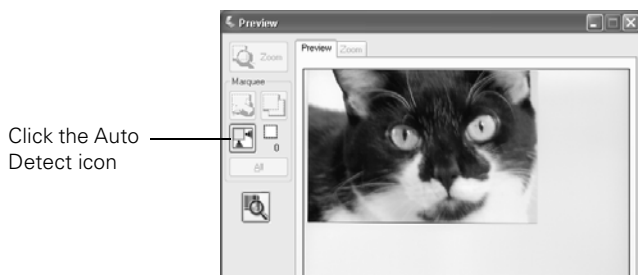 Preview
Zoom
Preview Zoom
Marquee
0
All
Click the Auto
Detect icon